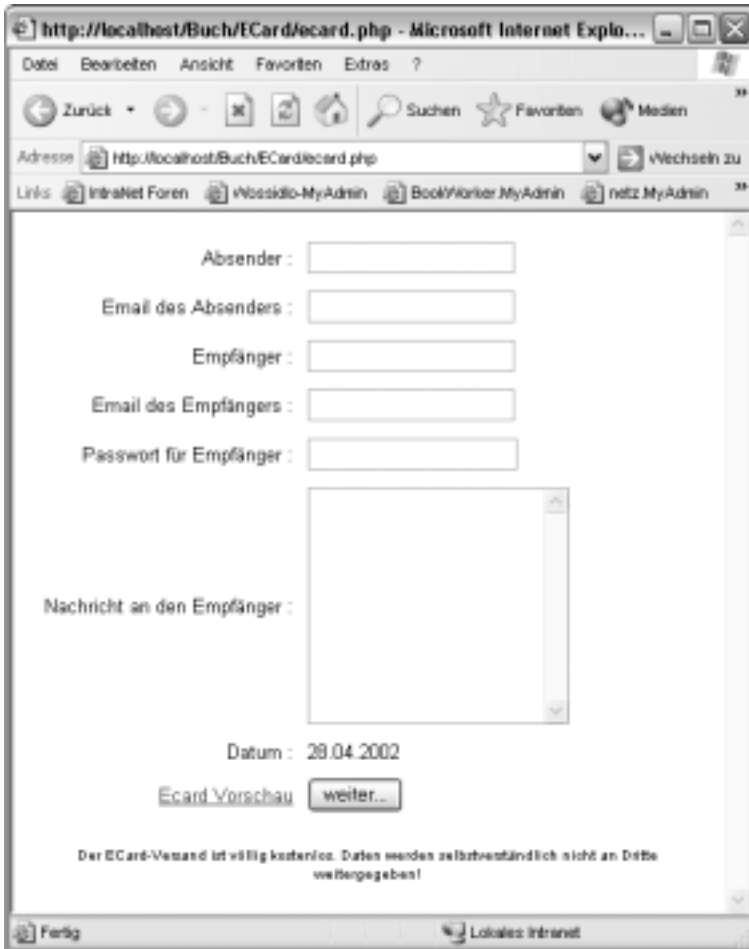 http://localhost/Buch/ECard/ecard.php - Microsoft Internet Explo...
Datei Bearbeiten Ansicht Favoriten Extras ?
Zurück Suchen Favoriten Medien »
Adresse http://localhost/Buch/ECard/ecard.php Wechseln zu
Links IntraNet Foren Wossidlo-MyAdmin BookWorker.MyAdmin netz.MyAdmin »
Absender :
Email des Absenders :
Empfänger :
Email des Empfängers :
Passwort für Empfänger :
Nachricht an den Empfänger :
Datum : 28.04.2002
Ecard Vorschau weiter...
Der ECard-Versand ist völlig kostenlos. Daten werden selbstverständlich nicht an Dritte
weitergegeben!
Fertig Lokales Intranet